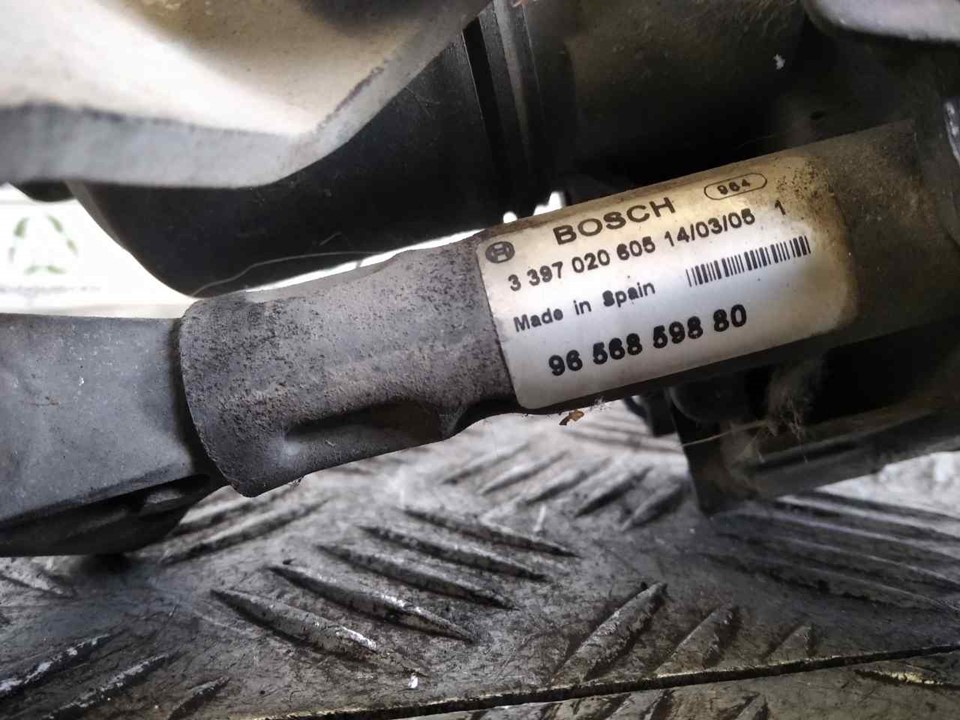 BOSCH 964
3 397 020 605 14/03/05 1
Made in Spain
96 568 598 80